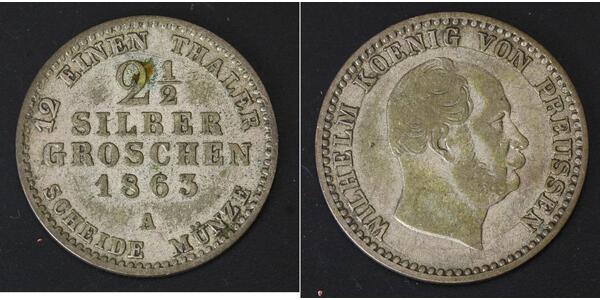 12 EINEN THALER
2 1/2
SILBER
GROSCHEN
1863
A
SCHEIDE MÜNZE
WILHELM KOENIG VON PREUSSEN